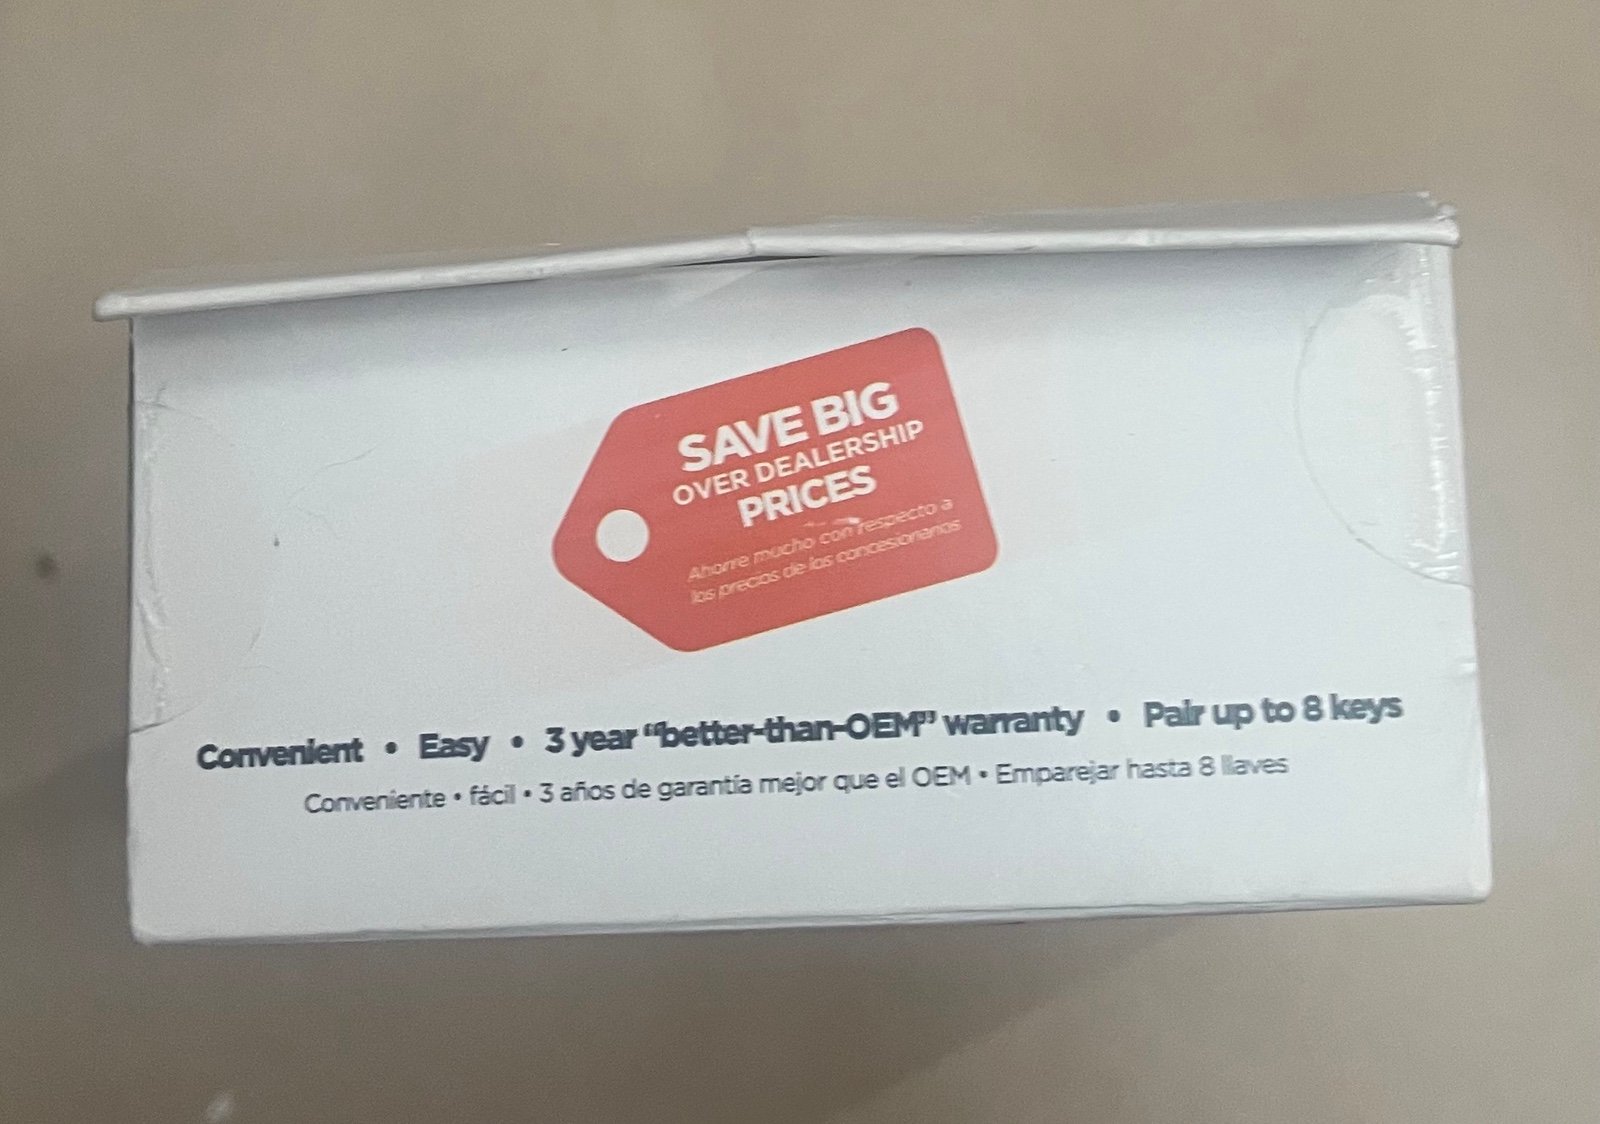 SAVE BIG
OVER DEALERSHIP
PRICES
Ahorre mucho con respecto a
los precios de los concesionarios
Convenient • Easy • 3 year “better-than-OEM” warranty • Pair up to 8 keys
Conveniente • fácil • 3 años de garantía mejor que el OEM • Emparejar hasta 8 llaves